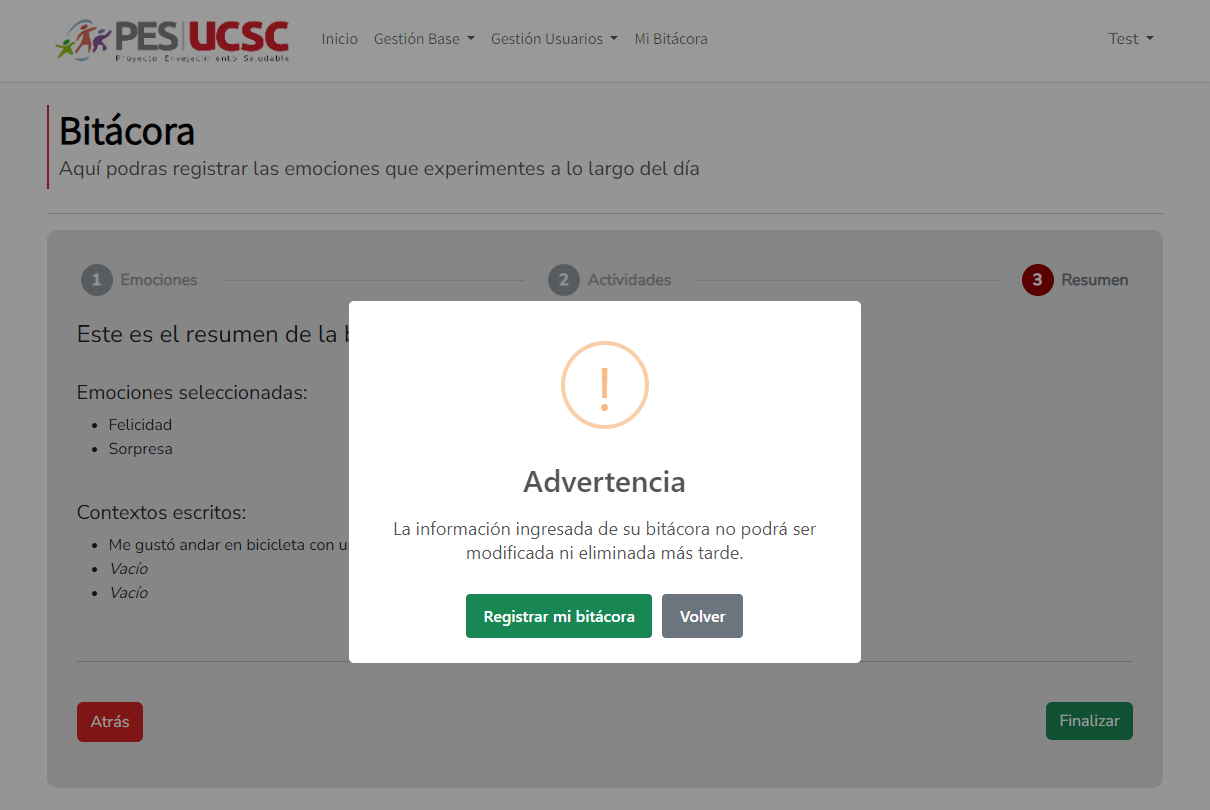 PES UCSC
Proyecto Envejecimiento Saludable
Inicio Gestión Base Gestión Usuarios Mi Bitácora Test
Bitácora
Aquí podras registrar las emociones que experimentes a lo largo del día
1 Emociones 2 Actividades 3 Resumen
Este es el resumen de la
Emociones seleccionadas:
Felicidad
Sorpresa
Contextos escritos:
Me gustó andar en bicicleta con
Vacío
Vacío
!
Advertencia
La información ingresada de su bitácora no podrá ser
modificada ni eliminada más tarde.
Registrar mi bitácora Volver
Atrás Finalizar